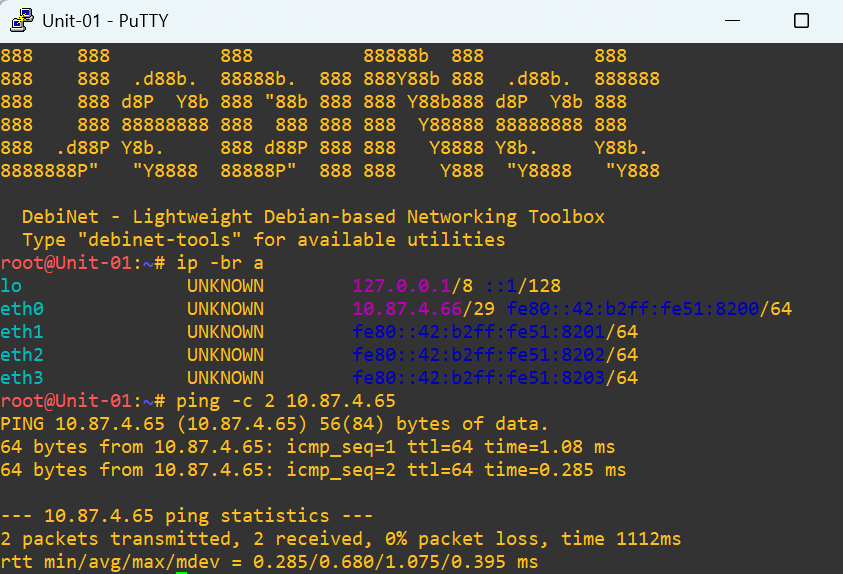 Unit-01 - PuTTY
888    888          888          88888b  888          888
888    888  .d88b.  88888b.  888 888Y88b 888  .d88b.  888888
888    888 d8P  Y8b 888 "88b 888 888 Y88b888 d8P  Y8b 888
888    888 88888888 888  888 888 888  Y88888 88888888 888
888  .d88P Y8b.     888 d88P 888 888   Y8888 Y8b.     Y88b.
8888888P"   "Y8888  88888P"  888 888    Y888  "Y8888   "Y888
DebiNet - Lightweight Debian-based Networking Toolbox
Type "debinet-tools" for available utilities
root@Unit-01:~# ip -br a
lo               UNKNOWN        127.0.0.1/8 ::1/128
eth0             UNKNOWN        10.87.4.66/29 fe80::42:b2ff:fe51:8200/64
eth1             UNKNOWN        fe80::42:b2ff:fe51:8201/64
eth2             UNKNOWN        fe80::42:b2ff:fe51:8202/64
eth3             UNKNOWN        fe80::42:b2ff:fe51:8203/64
root@Unit-01:~# ping -c 2 10.87.4.65
PING 10.87.4.65 (10.87.4.65) 56(84) bytes of data.
64 bytes from 10.87.4.65: icmp_seq=1 ttl=64 time=1.08 ms
64 bytes from 10.87.4.65: icmp_seq=2 ttl=64 time=0.285 ms
--- 10.87.4.65 ping statistics ---
2 packets transmitted, 2 received, 0% packet loss, time 1112ms
rtt min/avg/max/mdev = 0.285/0.680/1.075/0.395 ms